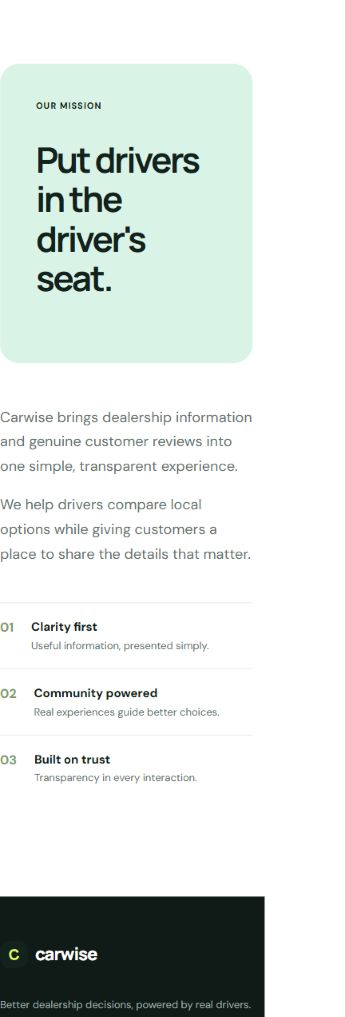 OUR MISSION
Put drivers
in the
driver's
seat.
Carwise brings dealership information
and genuine customer reviews into
one simple, transparent experience.
We help drivers compare local
options while giving customers a
place to share the details that matter.
01 Clarity first
Useful information, presented simply.
02 Community powered
Real experiences guide better choices.
03 Built on trust
Transparency in every interaction.
C carwise
Better dealership decisions, powered by real drivers.